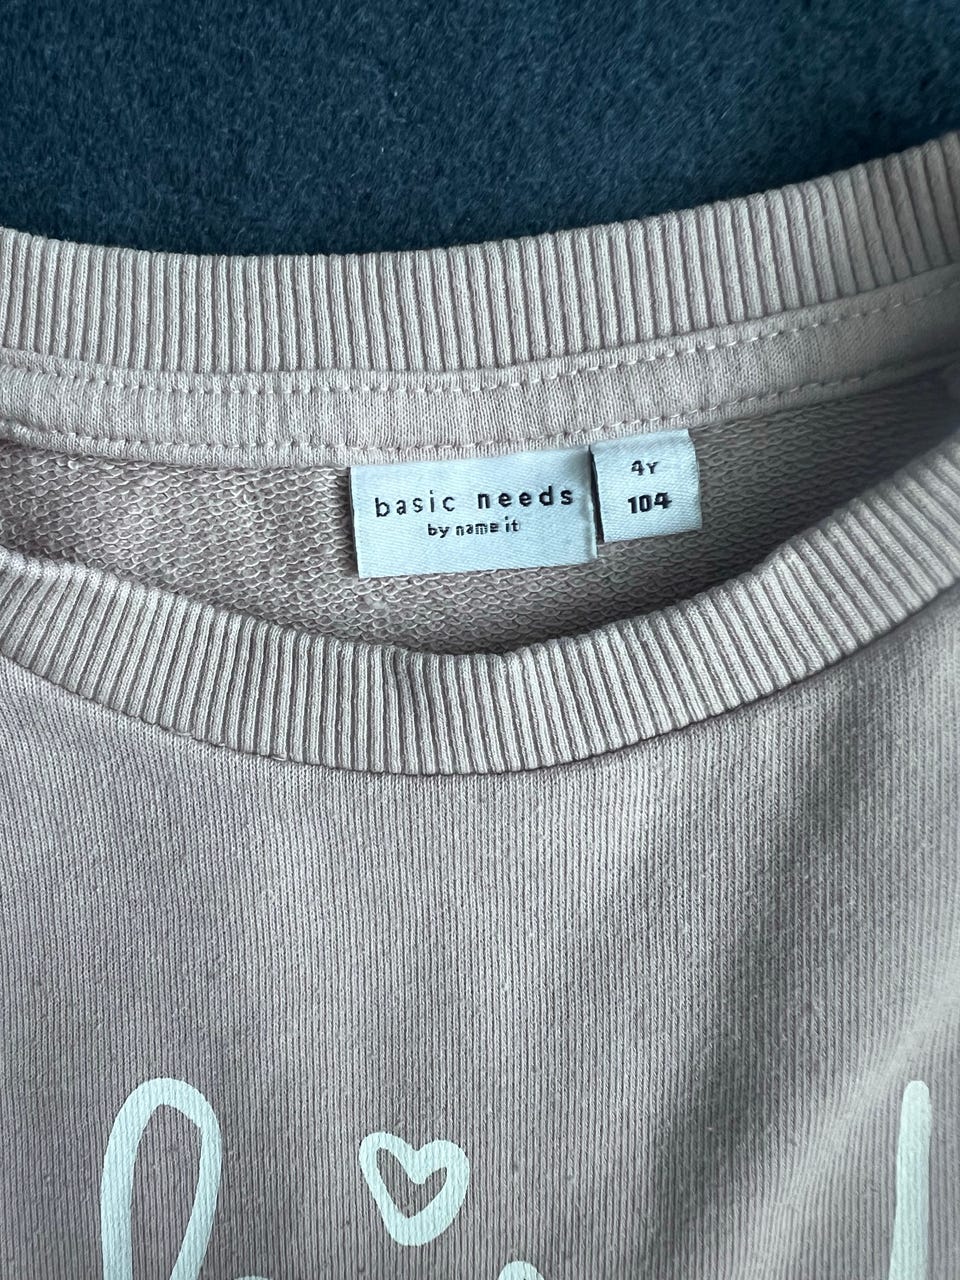 basic needs
by name it
4Y
104